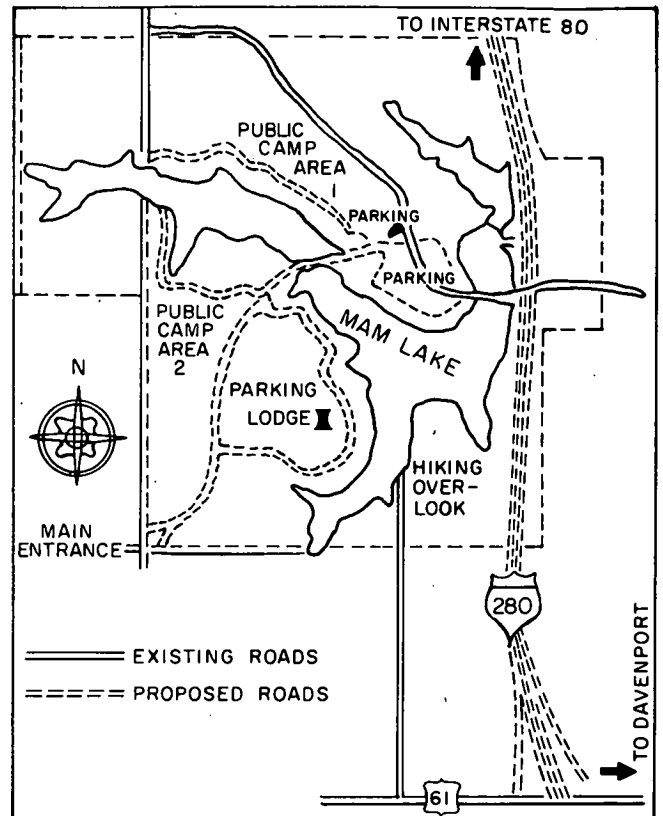 TO INTERSTATE 80
PUBLIC
CAMP
AREA
1
PARKING
PARKING
MAM LAKE
PUBLIC
CAMP
AREA
2
N
PARKING
LODGE
HIKING
OVER-
LOOK
MAIN
ENTRANCE
280
EXISTING ROADS
PROPOSED ROADS
TO DAVENPORT
61